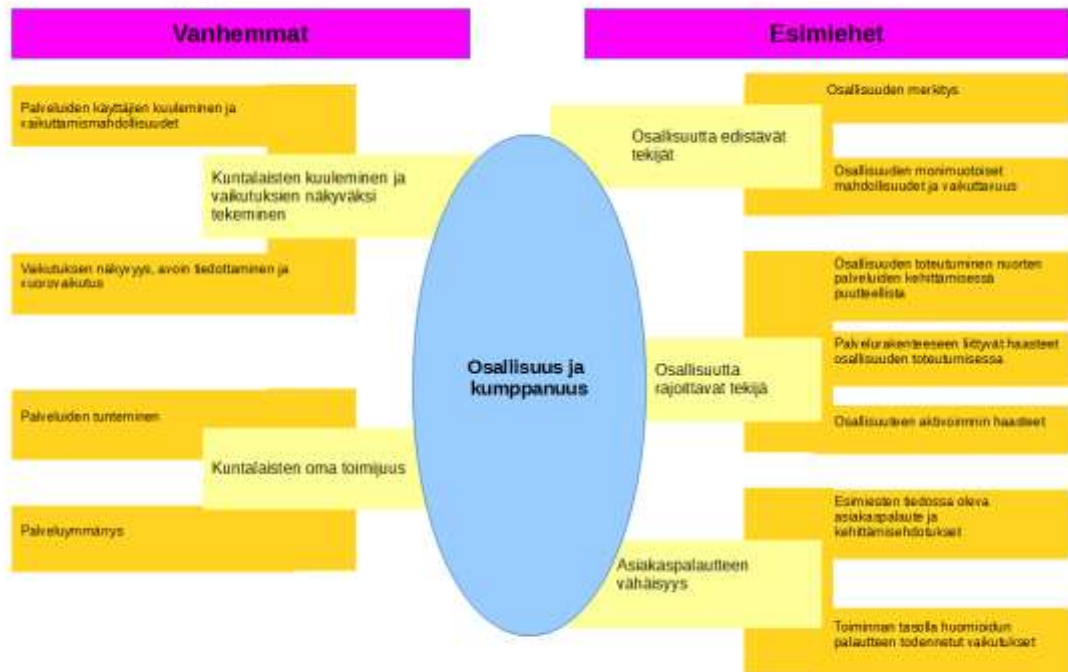 Vanhemmat
Esimiehet
Palveluiden käyttäjien kuuleminen ja
vaikuttamismahdollisuudet
Kuntalaisten kuuleminen ja
vaikutuksien näkyväksi
tekeminen
Vaikutuksen näkyvyys, avoin tiedottaminen ja
vuorovaikutus
Palveluiden tunteminen
Kuntalaisten oma toimijuus
Palveluymmärrys
Osallisuus ja
kumppanuus
Osallisuuden merkitys
Osallisuutta edistävät
tekijät
Osallisuuden monimuotoiset
mahdollisuudet ja vaikuttavuus
Osallisuuden toteutuminen nuorten
palveluiden kehittämisessä
puutteellista
Osallisuutta
rajoittavat tekijä
Palvelurakenteeseen liittyvät haasteet
osallisuuden toteutumisessa
Osallisuuteen aktivoinnin haasteet
Esimiesten tiedossa oleva
asiakaspalaute ja
kehittämisehdotukset
Asiakaspalautteen
vähäisyys
Toiminnan tasolla huomioidun
palautteen todennetut vaikutukset